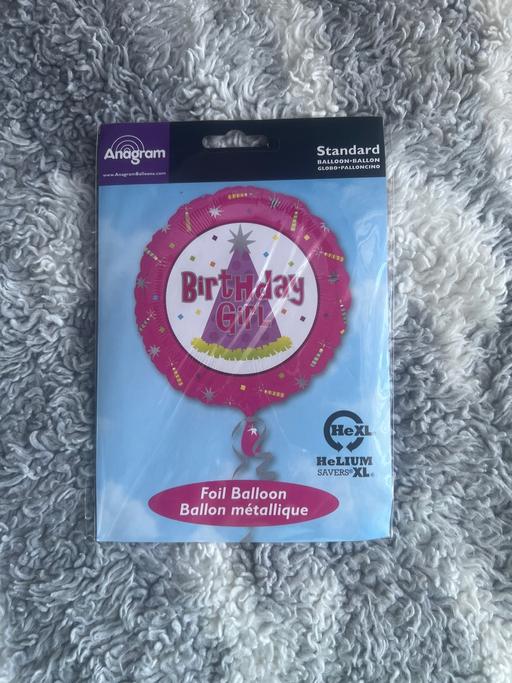 Anagram
www.AnagramBalloons.com
Standard
BALLOON•BALLON
GLOBO•PALLONCINO
BirtHday
GirL
HeXL
HeLIUM
SAVERS®XL®
Foil Balloon
Ballon métallique